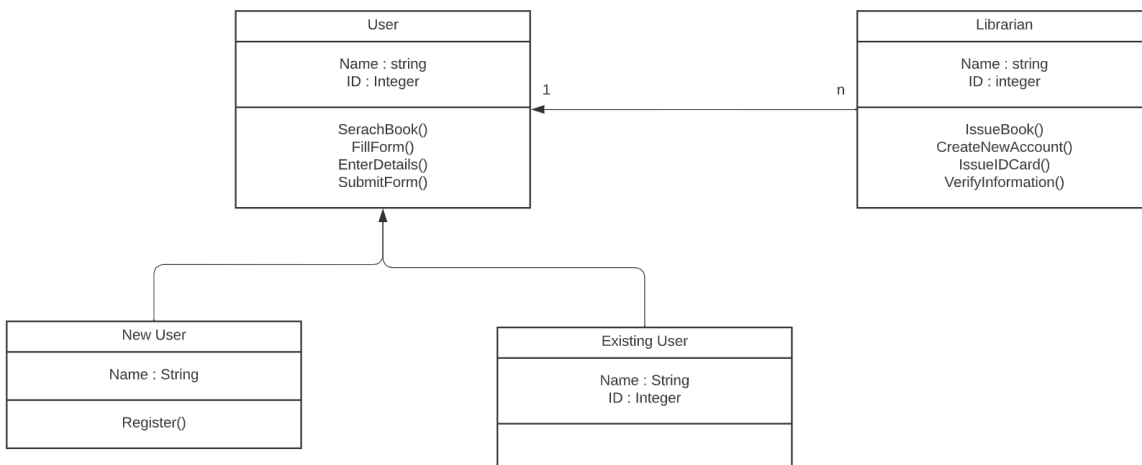 User
Name : string
ID : Integer
SerachBook()
FillForm()
EnterDetails()
SubmitForm()
1
n
Librarian
Name : string
ID : integer
IssueBook()
CreateNewAccount()
IssueIDCard()
VerifyInformation()
New User
Name : String
Register()
Existing User
Name : String
ID : Integer